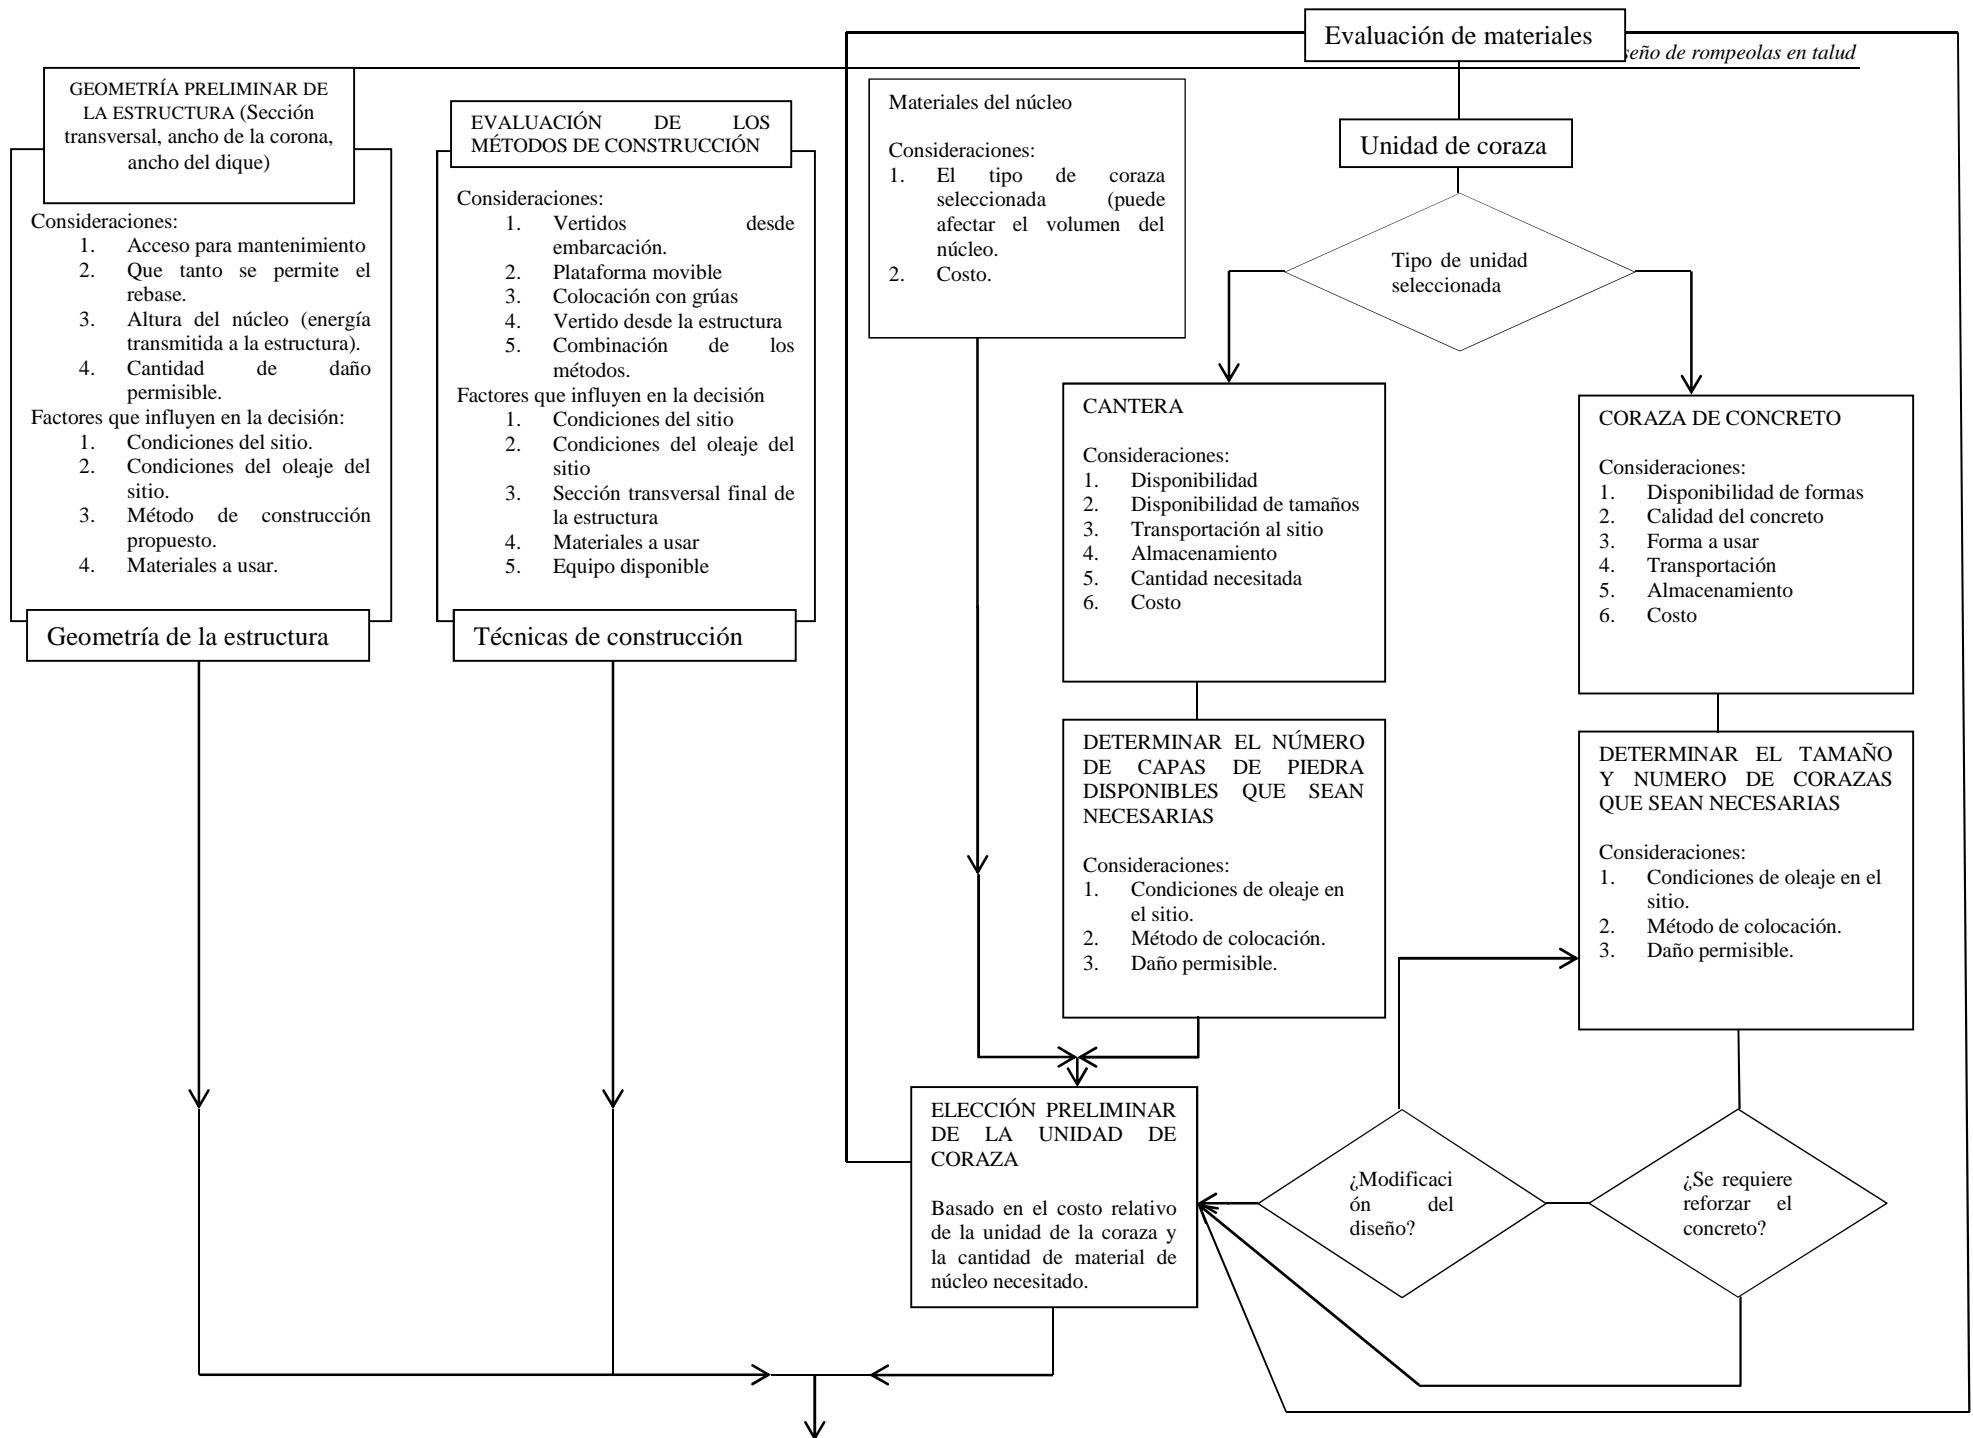 Evaluación de materiales
seño de rompeolas en talud
GEOMETRÍA PRELIMINAR DE
LA ESTRUCTURA (Sección
transversal, ancho de la corona,
ancho del dique)
Consideraciones:
1. Acceso para mantenimiento
2. Que tanto se permite el
rebase.
3. Altura del núcleo (energía
transmitida a la estructura).
4. Cantidad de daño
permisible.
Factores que influyen en la decisión:
1. Condiciones del sitio.
2. Condiciones del oleaje del
sitio.
3. Método de construcción
propuesto.
4. Materiales a usar.
Geometría de la estructura
EVALUACIÓN DE LOS
MÉTODOS DE CONSTRUCCIÓN
Consideraciones:
1. Vertidos desde
embarcación.
2. Plataforma movible
3. Colocación con grúas
4. Vertido desde la estructura
5. Combinación de los
métodos.
Factores que influyen en la decisión
1. Condiciones del sitio
2. Condiciones del oleaje del
sitio
3. Sección transversal final de
la estructura
4. Materiales a usar
5. Equipo disponible
Técnicas de construcción
Materiales del núcleo
Consideraciones:
1. El tipo de coraza
seleccionada (puede
afectar el volumen del
núcleo.
2. Costo.
Unidad de coraza
Tipo de unidad
seleccionada
CANTERA
Consideraciones:
1. Disponibilidad
2. Disponibilidad de tamaños
3. Transportación al sitio
4. Almacenamiento
5. Cantidad necesitada
6. Costo
CORAZA DE CONCRETO
Consideraciones:
1. Disponibilidad de formas
2. Calidad del concreto
3. Forma a usar
4. Transportación
5. Almacenamiento
6. Costo
DETERMINAR EL NÚMERO
DE CAPAS DE PIEDRA
DISPONIBLES QUE SEAN
NECESARIAS
Consideraciones:
1. Condiciones de oleaje en
el sitio.
2. Método de colocación.
3. Daño permisible.
DETERMINAR EL TAMAÑO
Y NUMERO DE CORAZAS
QUE SEAN NECESARIAS
Consideraciones:
1. Condiciones de oleaje en el
sitio.
2. Método de colocación.
3. Daño permisible.
ELECCIÓN PRELIMINAR
DE LA UNIDAD DE
CORAZA
Basado en el costo relativo
de la unidad de la coraza y
la cantidad de material de
núcleo necesitado.
¿Modificaci
ón del
diseño?
¿Se requiere
reforzar el
concreto?